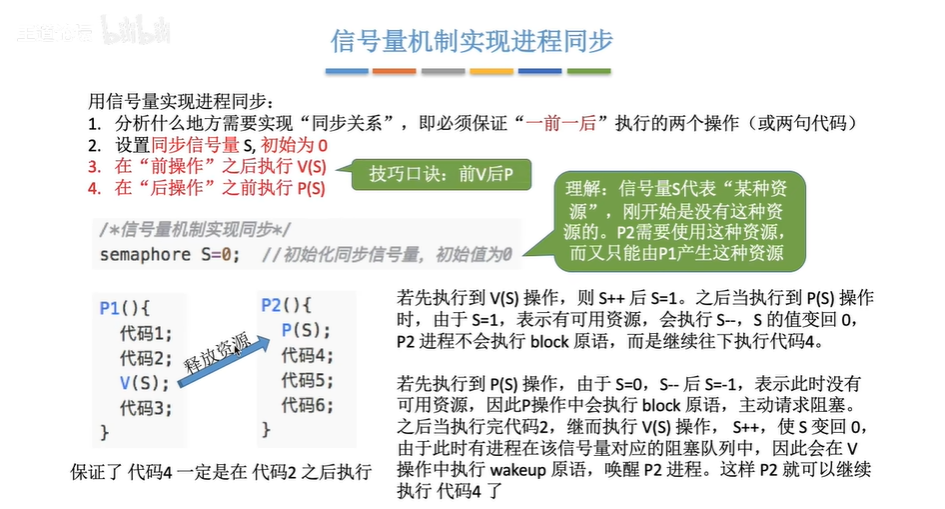 bilibili
信号量机制实现进程同步
用信号量实现进程同步：
1. 分析什么地方需要实现“同步关系”，即必须保证“一前一后”执行的两个操作（或两句代码）
2. 设置同步信号量 S, 初始为 0
3. 在“前操作”之后执行 V(S)
4. 在“后操作”之前执行 P(S)
技巧口诀：前V后P
理解：信号量S代表“某种资
源”，刚开始是没有这种资
源的。P2需要使用这种资源，
而又只能由P1产生这种资源
/*信号量机制实现同步*/
semaphore S=0; //初始化同步信号量，初始值为0
P1(){
代码1;
代码2;
V(S);
代码3;
}
释放资源
P2(){
P(S);
代码4;
代码5;
代码6;
}
保证了 代码4 一定是在 代码2 之后执行
若先执行到 V(S) 操作，则 S++ 后 S=1。之后当执行到 P(S) 操作
时，由于 S=1，表示有可用资源，会执行 S--，S 的值变回 0，
P2 进程不会执行 block 原语，而是继续往下执行代码4。
若先执行到 P(S) 操作，由于 S=0，S-- 后 S=-1，表示此时没有
可用资源，因此P操作中会执行 block 原语，主动请求阻塞。
之后当执行完代码2，继而执行 V(S) 操作， S++，使 S 变回 0，
由于此时有进程在该信号量对应的阻塞队列中，因此会在 V
操作中执行 wakeup 原语，唤醒 P2 进程。这样 P2 就可以继续
执行 代码4 了